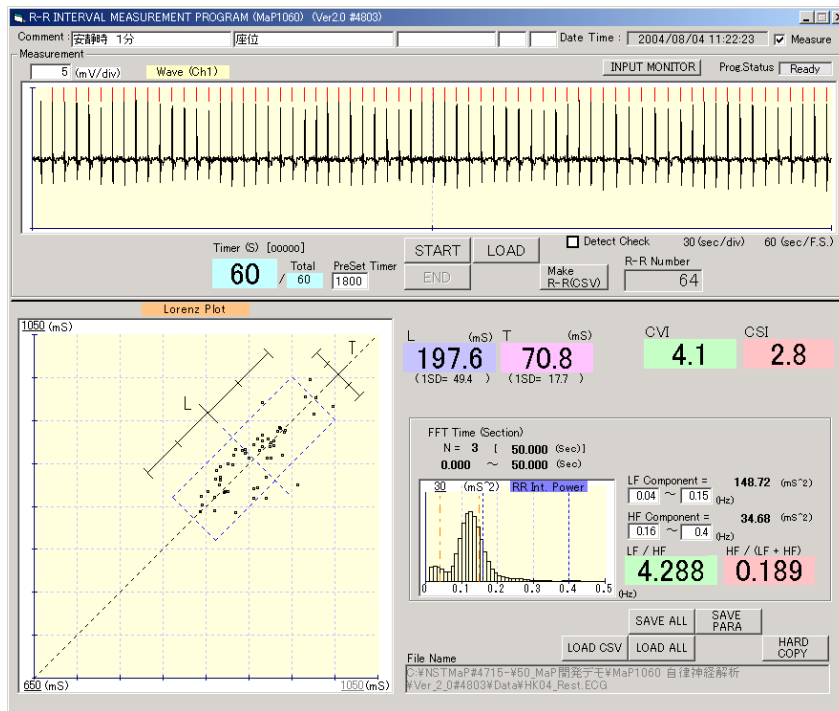 R-R INTERVAL MEASUREMENT PROGRAM (MaP1060) (Ver2.0 #4803)
Comment : 安静時 1分 座位 Date Time : 2004/08/04 11:22:23 Measure
Measurement
5 (mV/div) Wave (Ch1) INPUT MONITOR Prog.Status Ready
Timer (S) [00000]
60 / Total 60
PreSet Timer 1800
START LOAD
END
Detect Check 30 (sec/div) 60 (sec/F.S.)
Make R-R(CSV)
R-R Number
64
Lorenz Plot
1050 (mS)
T
L
650 (mS) 1050 (mS)
L (mS) T (mS) CVI CSI
197.6 70.8 4.1 2.8
(1SD= 49.4 ) (1SD= 17.7 )
FFT Time (Section)
N = 3 [ 50.000 (Sec)]
0.000 ~ 50.000 (Sec)
30 (mS^2) RR Int. Power
0 0.1 0.2 0.3 0.4 0.5
(Hz)
LF Component = 148.72 (mS^2)
0.04 ~ 0.15 (Hz)
HF Component = 34.68 (mS^2)
0.16 ~ 0.4 (Hz)
LF / HF HF / (LF + HF)
4.288 0.189
SAVE ALL SAVE PARA
LOAD CSV LOAD ALL HARD COPY
File Name
C:¥NSTMaP#4715-¥50_MaP開発デモ¥MaP1060 自律神経解析
¥Ver_2_0#4803¥Data¥HK04_Rest.ECG